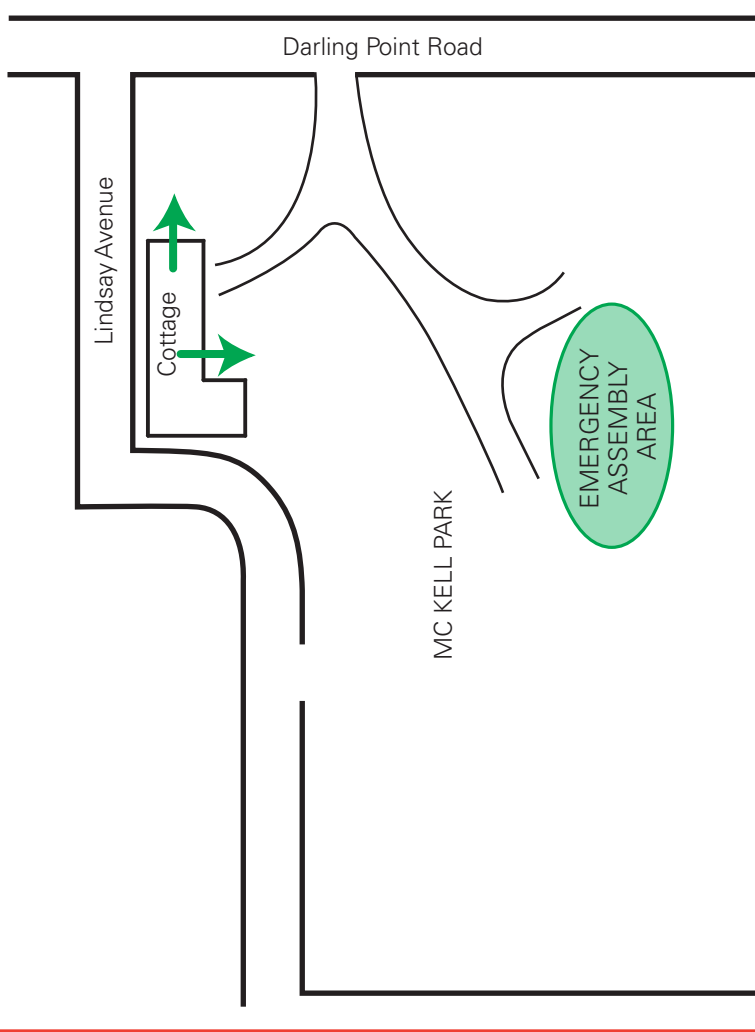 Darling Point Road
Lindsay Avenue
Cottage
EMERGENCY
ASSEMBLY
AREA
MC KELL PARK